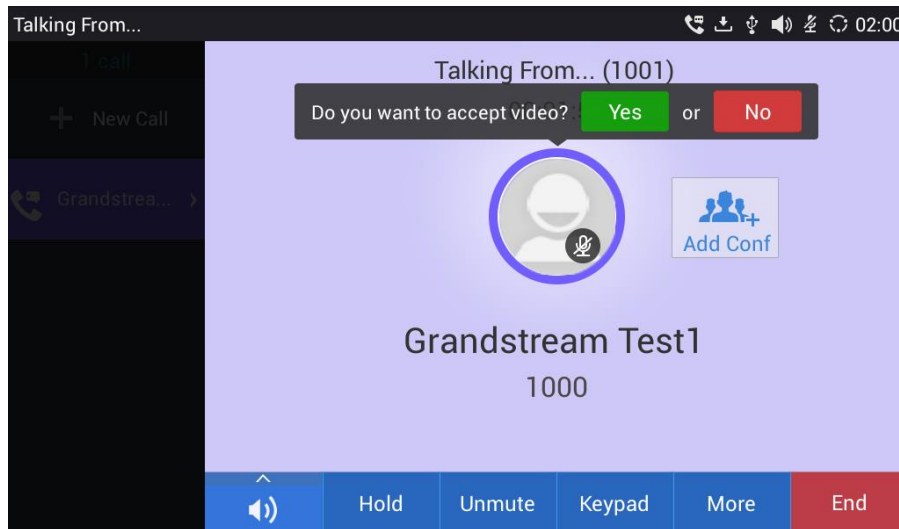 Talking From...
02:00
1 call
New Call
Grandstrea...
Talking From... (1001)
Do you want to accept video? Yes or No
Add Conf
Grandstream Test1
1000
Hold Unmute Keypad More End